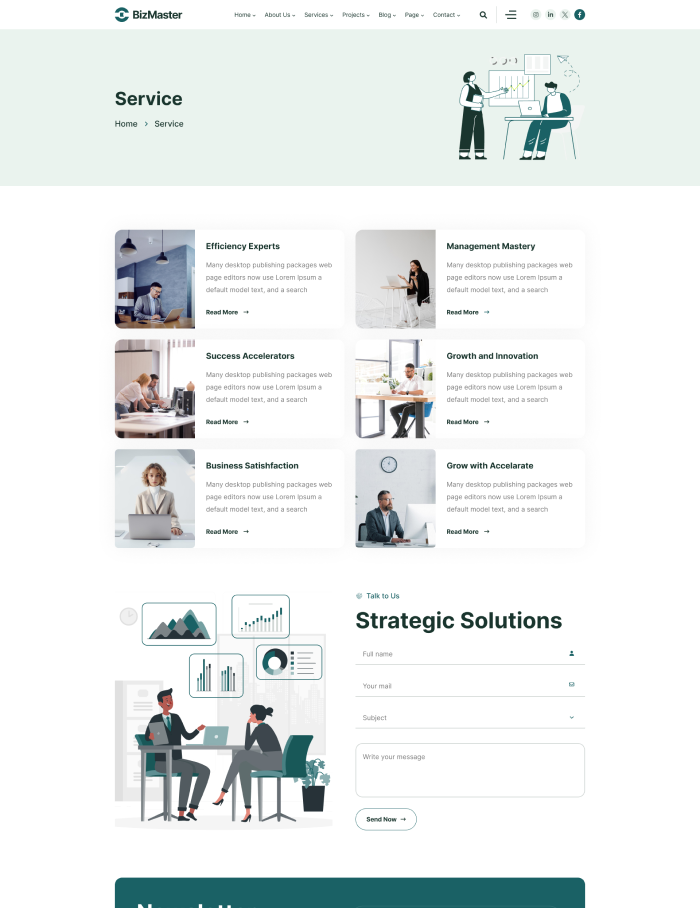 BizMaster
Home About Us Services Projects Blog Page Contact
Service
Home > Service
Efficiency Experts
Many desktop publishing packages web
page editors now use Lorem Ipsum a
default model text, and a search
Read More →
Management Mastery
Many desktop publishing packages web
page editors now use Lorem Ipsum a
default model text, and a search
Read More →
Success Accelerators
Many desktop publishing packages web
page editors now use Lorem Ipsum a
default model text, and a search
Read More →
Growth and Innovation
Many desktop publishing packages web
page editors now use Lorem Ipsum a
default model text, and a search
Read More →
Business Satishfaction
Many desktop publishing packages web
page editors now use Lorem Ipsum a
default model text, and a search
Read More →
Grow with Accelarate
Many desktop publishing packages web
page editors now use Lorem Ipsum a
default model text, and a search
Read More →
Talk to Us
Strategic Solutions
Full name
Your mail
Subject
Write your message
Send Now →